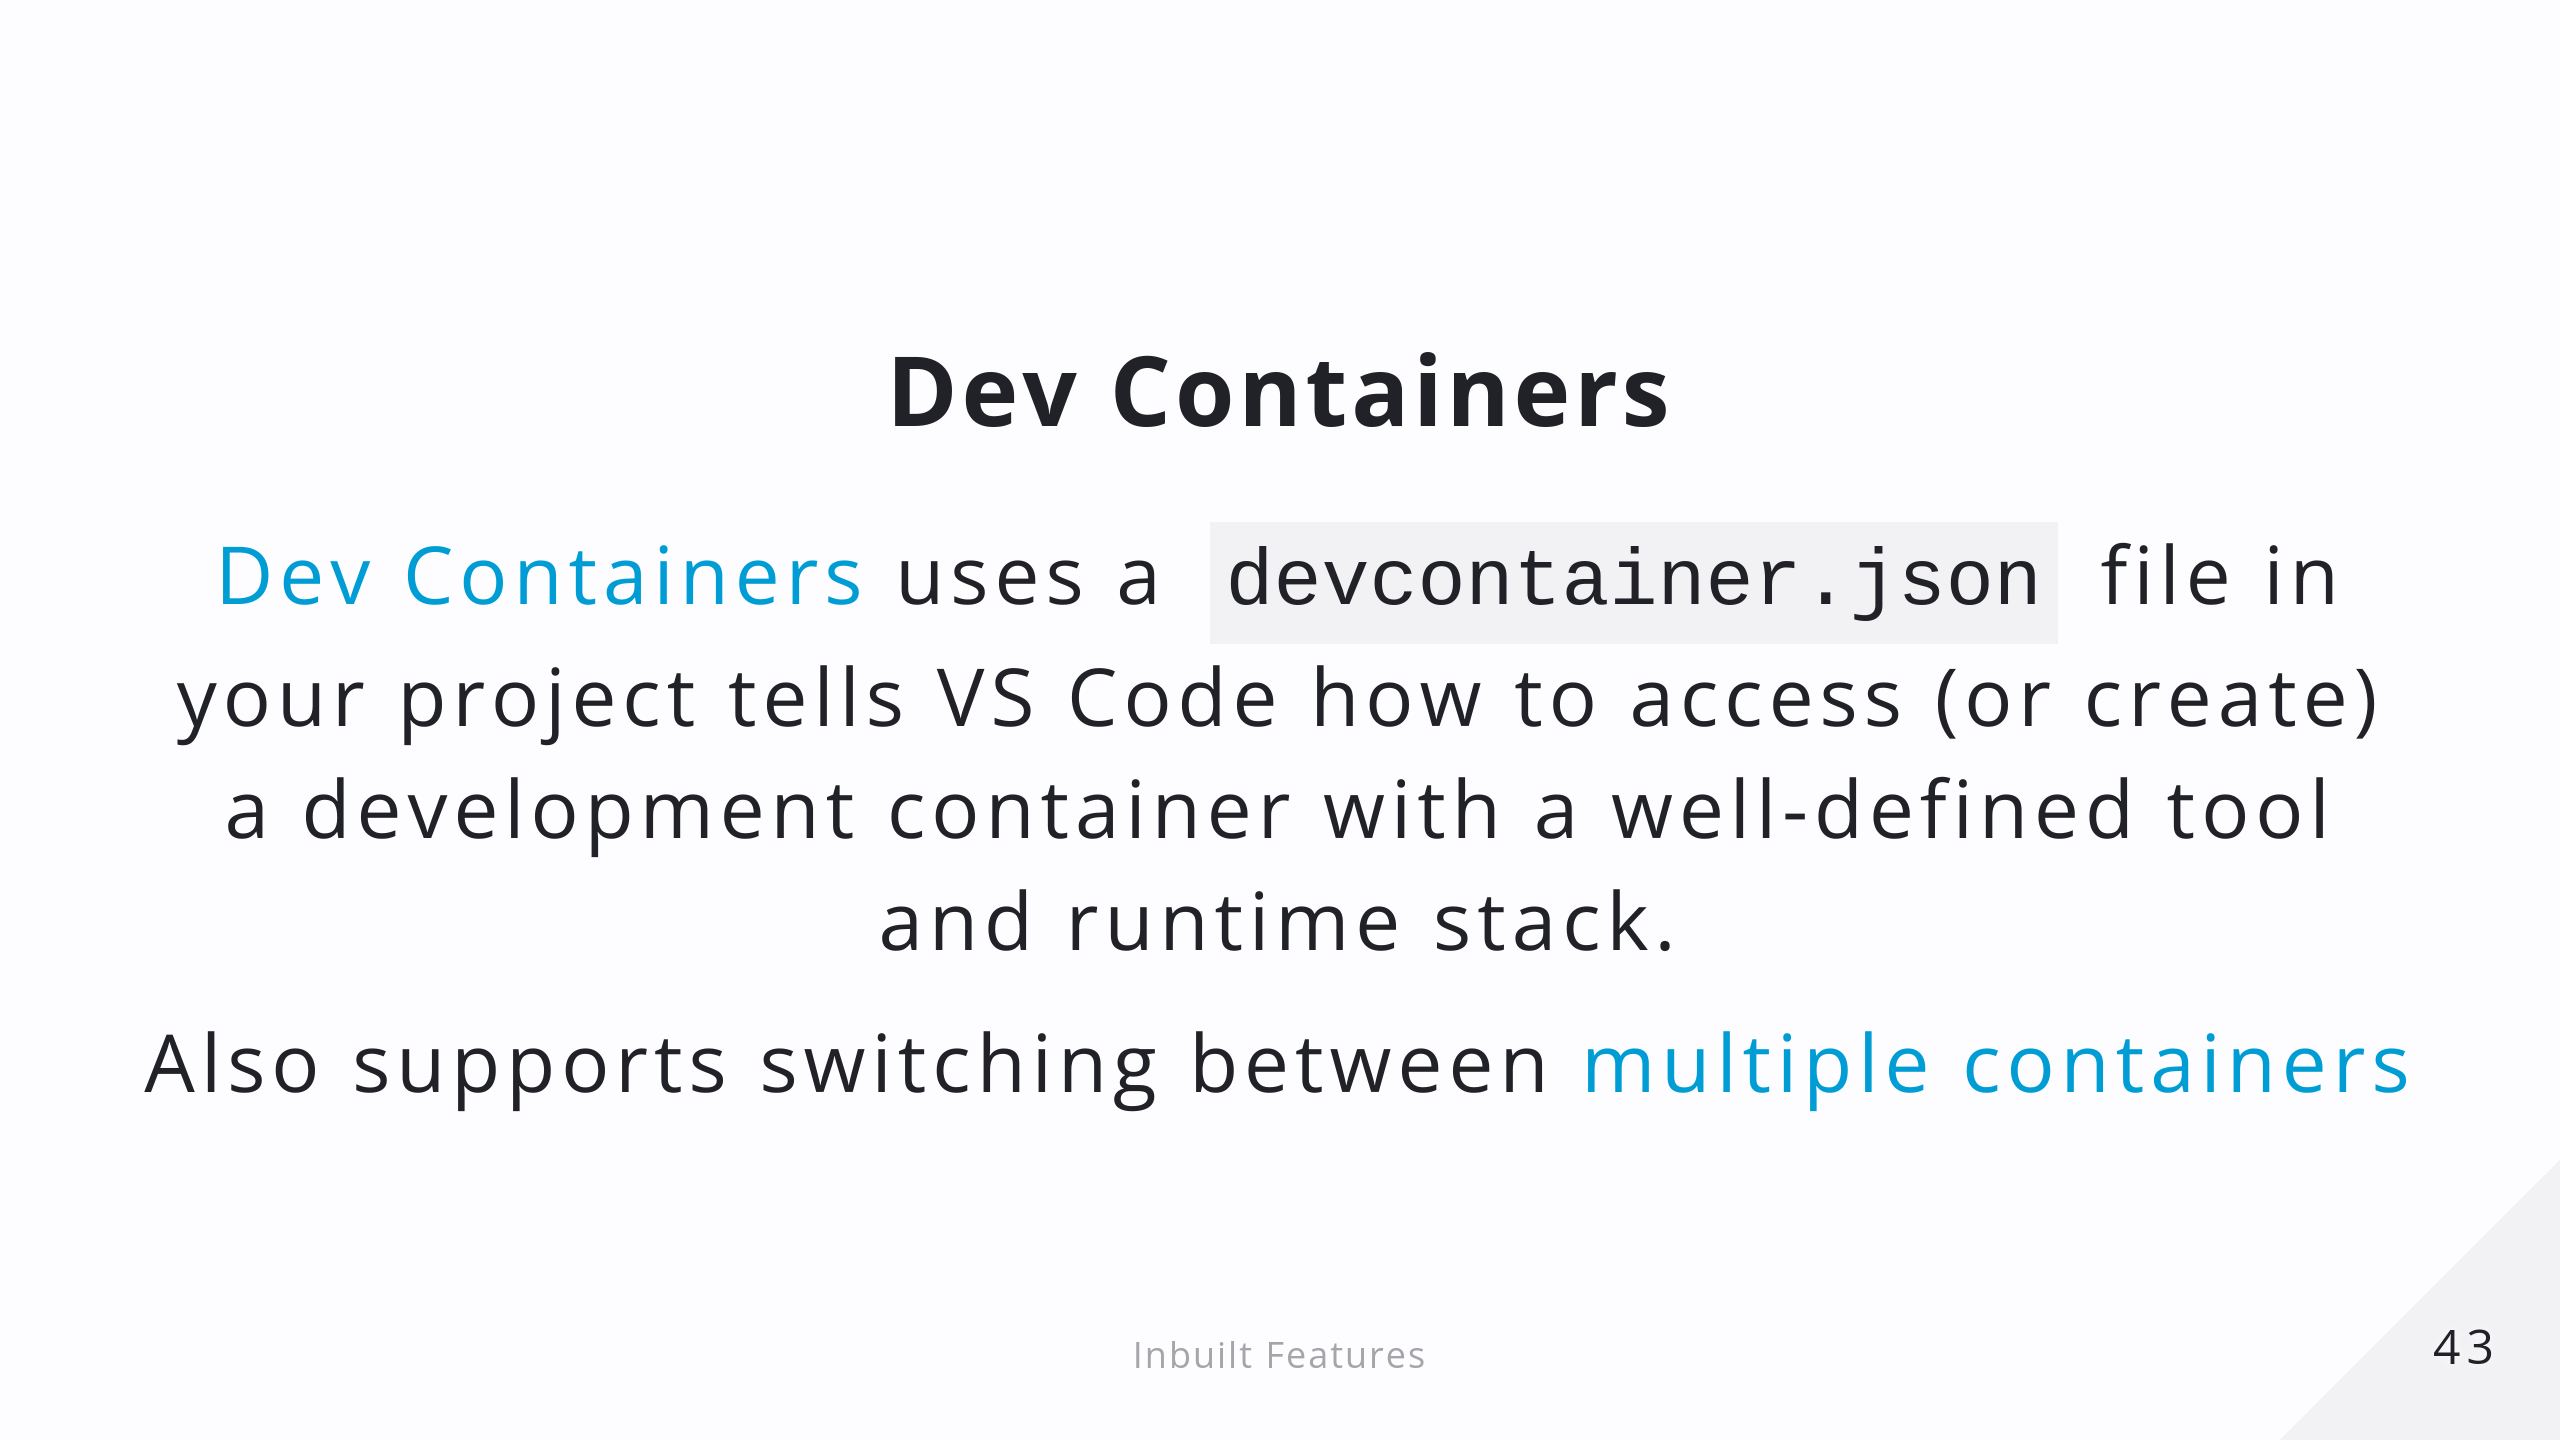 Dev Containers
Dev Containers uses a devcontainer.json file in
your project tells VS Code how to access (or create)
a development container with a well-defined tool
and runtime stack.
Also supports switching between multiple containers
Inbuilt Features
43